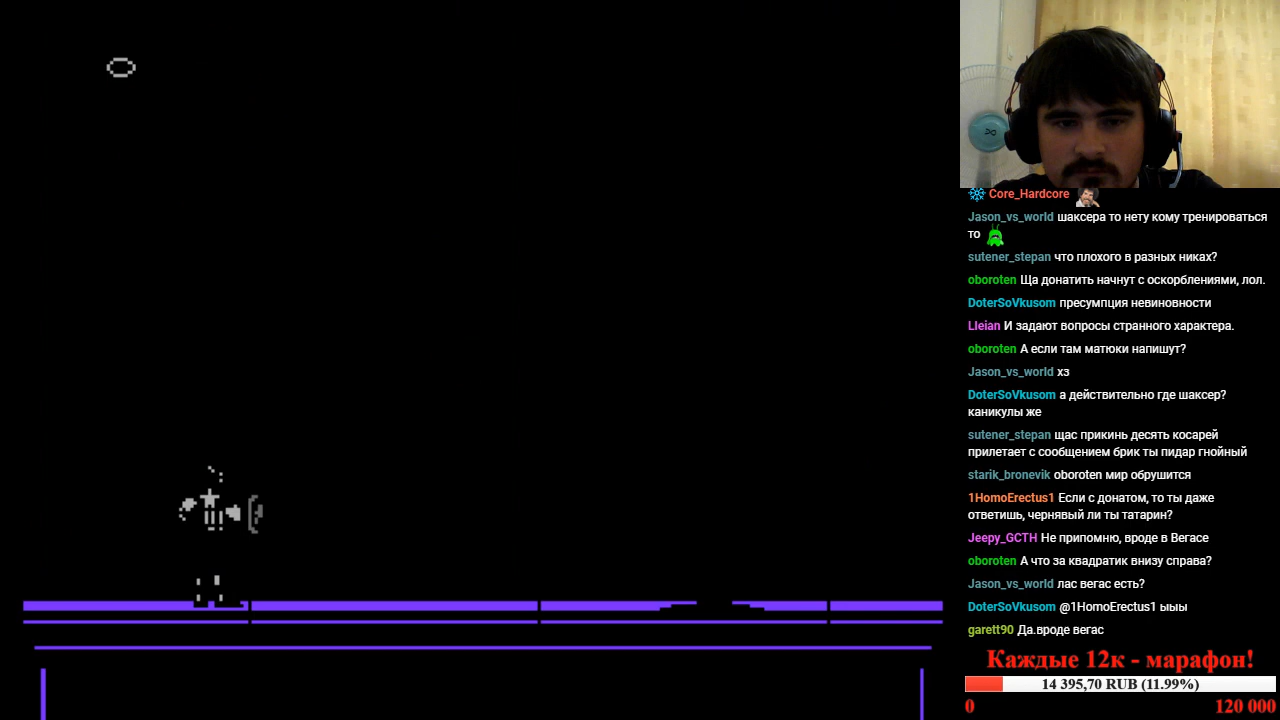 Core_Hardcore
Jason_vs_world шаксера то нету кому тренироваться
то
sutener_stepan что плохого в разных никах?
oboroten Ща донатить начнут с оскорблениями, лол.
DoterSoVkusom пресумпция невиновности
Lleian И задают вопросы странного характера.
oboroten А если там матюки напишут?
Jason_vs_world хз
DoterSoVkusom а действительно где шаксер?
каникулы же
sutener_stepan щас прикинь десять косарей
прилетает с сообщением брик ты пидар гнойный
starik_bronevik oboroten мир обрушится
1HomoErectus1 Если с донатом, то ты даже
ответишь, чернявый ли ты татарин?
Jeepy_GCTH Не припомню, вроде в Вегасе
oboroten А что за квадратик внизу справа?
Jason_vs_world лас вегас есть?
DoterSoVkusom @1HomoErectus1 ыыы
garett90 Да.вроде вегас
Каждые 12к - марафон!
14 395,70 RUB (11.99%)
0 120 000